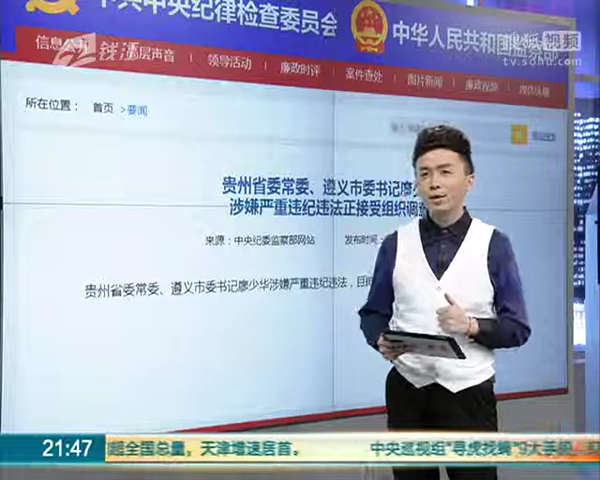 中共中央纪律检查委员会
中华人民共和国监
搜狐视频
tv.sohu.com
钱江
信息公开
层声音
领导活动
廉政时评
案件查处
图片新闻
廉政视频
所在位置： 首页 >要闻
贵州省委常委、遵义市委书记廖少
涉嫌严重违纪违法正接受组织调查
来源：中央纪委监察部网站 发布时间：
贵州省委常委、遵义市委书记廖少华涉嫌严重违纪违法，目前
21:47
超全国总量，天津增速居首。 中央巡视组"寻虎找蝇"9大手段